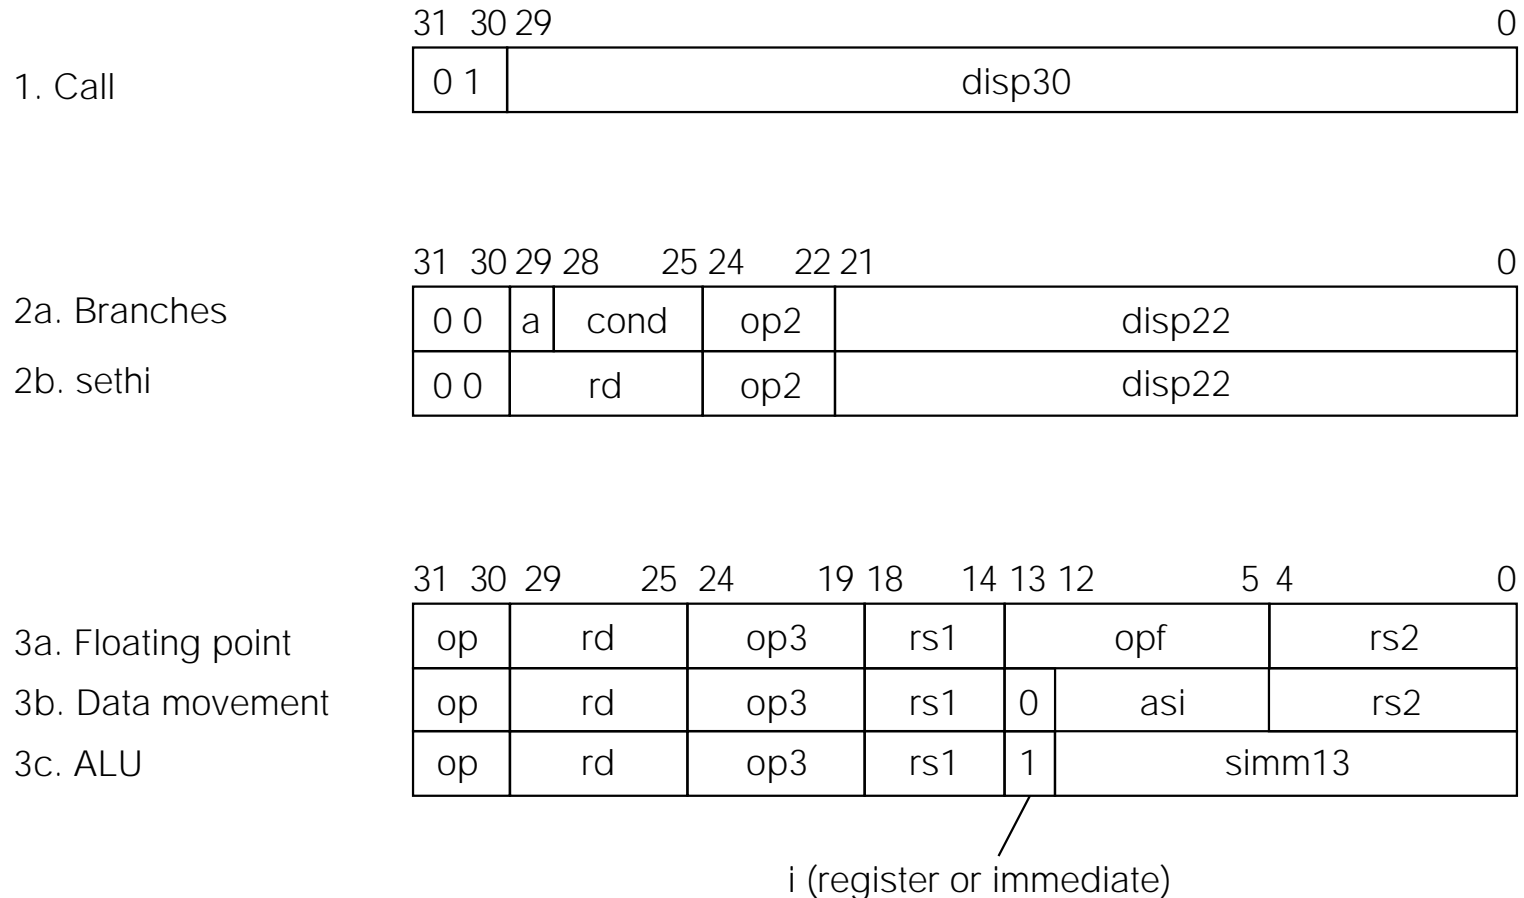 31 30 29 0
1. Call 0 1 disp30
31 30 29 28 25 24 22 21 0
2a. Branches 0 0 a cond op2 disp22
2b. sethi 0 0 rd op2 disp22
31 30 29 25 24 19 18 14 13 12 5 4 0
3a. Floating point op rd op3 rs1 opf rs2
3b. Data movement op rd op3 rs1 0 asi rs2
3c. ALU op rd op3 rs1 1 simm13
i (register or immediate)